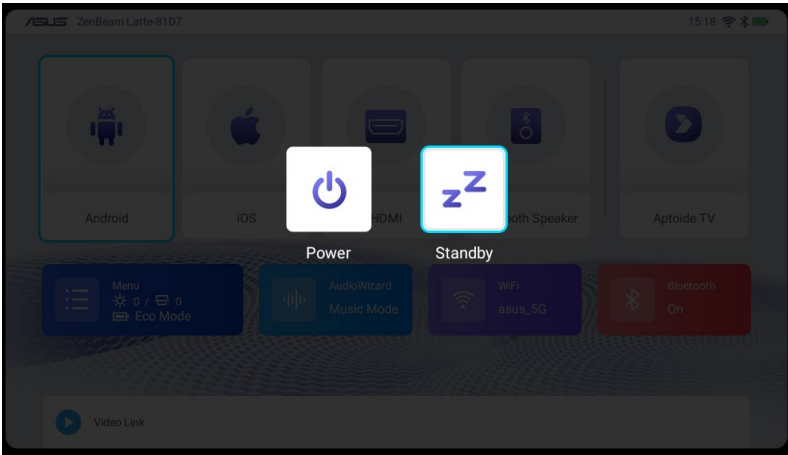 ASUS ZenBeam Latte-81D7
15:18
Android
iOS
HDMI
ooth Speaker
Aptoide TV
zZ
Power
Standby
Menu
0 / 0
Eco Mode
AudioWizard
Music Mode
WiFi
asus_5G
Bluetooth
On
Video Link